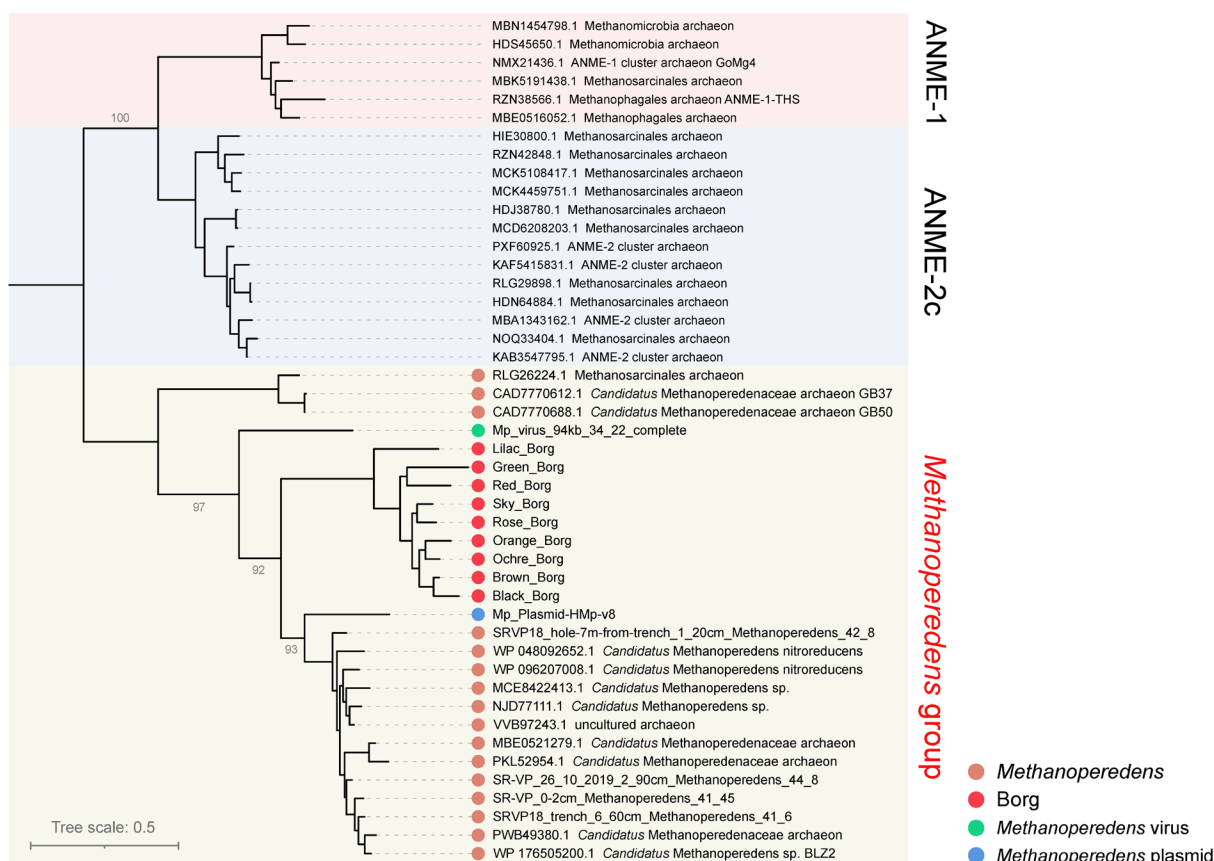 MBN1454798.1 Methanomicrobia archaeon
HDS45650.1 Methanomicrobia archaeon
NMX21436.1 ANME-1 cluster archaeon GoMg4
MBK5191438.1 Methanosarcinales archaeon
RZN38566.1 Methanophagales archaeon ANME-1-THS
MBE0516052.1 Methanophagales archaeon
ANME-1
100
HIE30800.1 Methanosarcinales archaeon
RZN42848.1 Methanosarcinales archaeon
MCK5108417.1 Methanosarcinales archaeon
MCK4459751.1 Methanosarcinales archaeon
HDJ38780.1 Methanosarcinales archaeon
MCD6208203.1 Methanosarcinales archaeon
PXF60925.1 ANME-2 cluster archaeon
KAF5415831.1 ANME-2 cluster archaeon
RLG29898.1 Methanosarcinales archaeon
HDN64884.1 Methanosarcinales archaeon
MBA1343162.1 ANME-2 cluster archaeon
NOQ33404.1 Methanosarcinales archaeon
KAB3547795.1 ANME-2 cluster archaeon
ANME-2c
RLG26224.1 Methanosarcinales archaeon
CAD7770612.1 Candidatus Methanoperedenaceae archaeon GB37
CAD7770688.1 Candidatus Methanoperedenaceae archaeon GB50
Mp_virus_94kb_34_22_complete
Lilac_Borg
Green_Borg
Red_Borg
Sky_Borg
Rose_Borg
Orange_Borg
Ochre_Borg
Brown_Borg
Black_Borg
Mp_Plasmid-HMp-v8
SRVP18_hole-7m-from-trench_1_20cm_Methanoperedens_42_8
WP 048092652.1 Candidatus Methanoperedens nitroreducens
WP 096207008.1 Candidatus Methanoperedens nitroreducens
MCE8422413.1 Candidatus Methanoperedens sp.
NJD77111.1 Candidatus Methanoperedens sp.
VVB97243.1 uncultured archaeon
MBE0521279.1 Candidatus Methanoperedenaceae archaeon
PKL52954.1 Candidatus Methanoperedenaceae archaeon
SR-VP_26_10_2019_2_90cm_Methanoperedens_44_8
SR-VP_0-2cm_Methanoperedens_41_45
SRVP18_trench_6_60cm_Methanoperedens_41_6
PWB49380.1 Candidatus Methanoperedenaceae archaeon
WP 176505200.1 Candidatus Methanoperedens sp. BLZ2
Methanoperedens group
97
92
93
Tree scale: 0.5
Methanoperedens
Borg
Methanoperedens virus
Methanoperedens plasmid